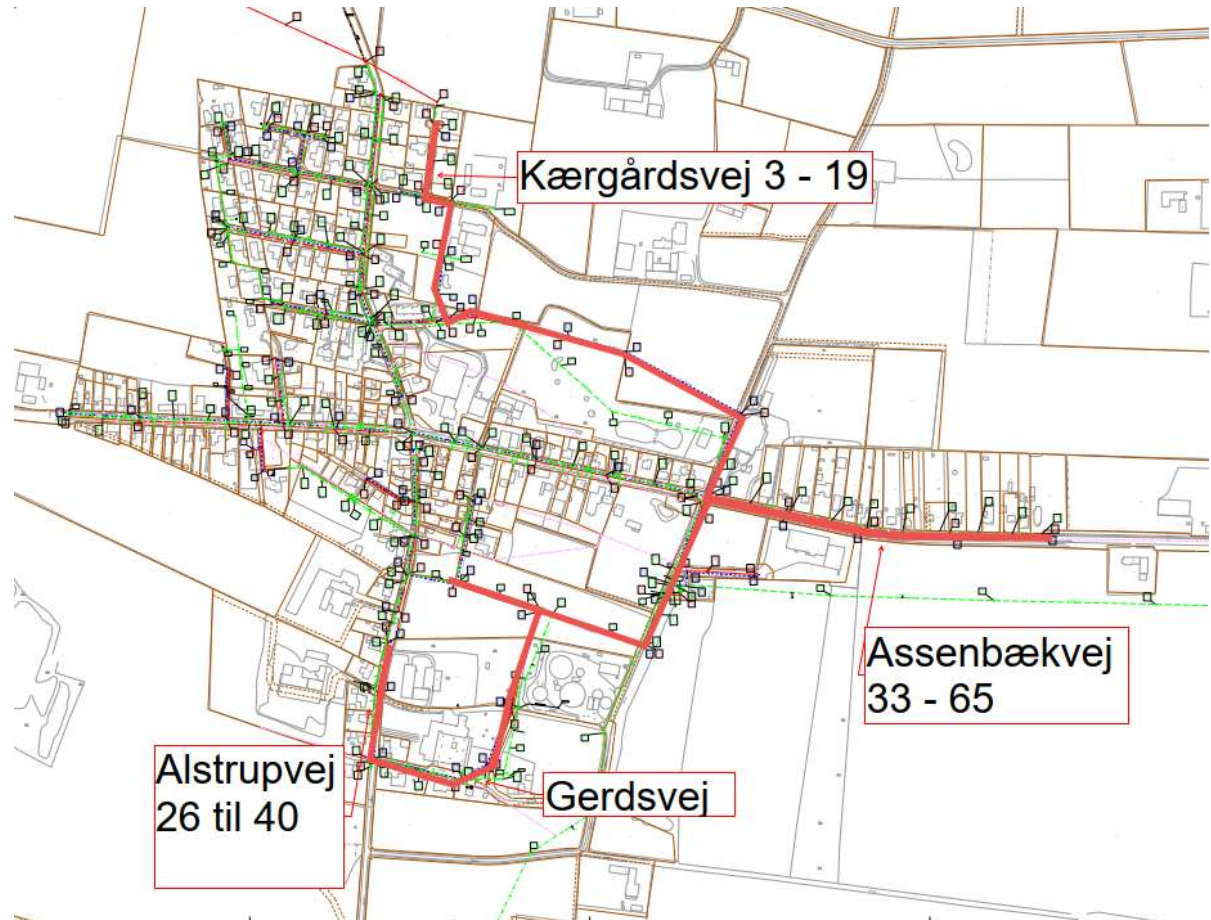 Kærgårdsvej 3 - 19
Assenbækvej
33 - 65
Alstrupvej
26 til 40
Gerdsvej